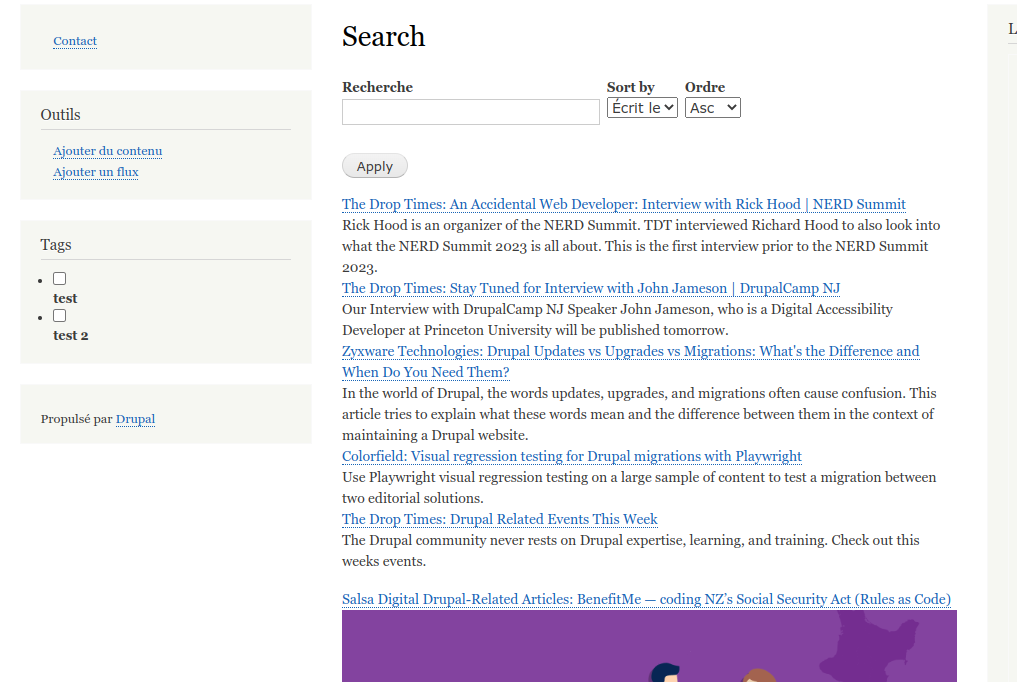 Contact
Outils
Ajouter du contenu
Ajouter un flux
Tags
test
test 2
Propulsé par Drupal
Search
Recherche
Sort by
Ordre
Écrit le
Asc
Apply
The Drop Times: An Accidental Web Developer: Interview with Rick Hood | NERD Summit
Rick Hood is an organizer of the NERD Summit. TDT interviewed Richard Hood to also look into
what the NERD Summit 2023 is all about. This is the first interview prior to the NERD Summit
2023.
The Drop Times: Stay Tuned for Interview with John Jameson | DrupalCamp NJ
Our Interview with DrupalCamp NJ Speaker John Jameson, who is a Digital Accessibility
Developer at Princeton University will be published tomorrow.
Zyxware Technologies: Drupal Updates vs Upgrades vs Migrations: What's the Difference and
When Do You Need Them?
In the world of Drupal, the words updates, upgrades, and migrations often cause confusion. This
article tries to explain what these words mean and the difference between them in the context of
maintaining a Drupal website.
Colorfield: Visual regression testing for Drupal migrations with Playwright
Use Playwright visual regression testing on a large sample of content to test a migration between
two editorial solutions.
The Drop Times: Drupal Related Events This Week
The Drupal community never rests on Drupal expertise, learning, and training. Check out this
weeks events.
Salsa Digital Drupal-Related Articles: BenefitMe — coding NZ’s Social Security Act (Rules as Code)
L